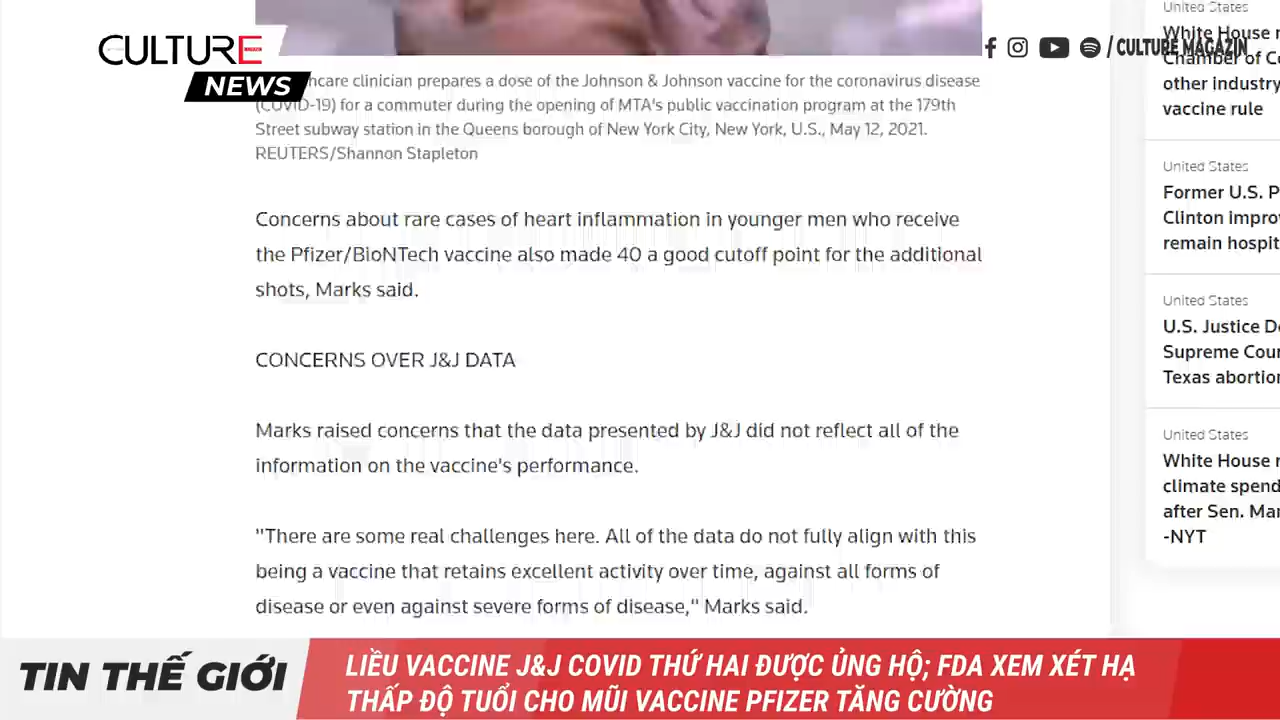 CULTURE
NEWS
/ CULTURE MAGAZIN
care clinician prepares a dose of the Johnson & Johnson vaccine for the coronavirus disease
(COVID-19) for a commuter during the opening of MTA's public vaccination program at the 179th
Street subway station in the Queens borough of New York City, New York, U.S., May 12, 2021.
REUTERS/Shannon Stapleton
Concerns about rare cases of heart inflammation in younger men who receive
the Pfizer/BioNTech vaccine also made 40 a good cutoff point for the additional
shots, Marks said.
CONCERNS OVER J&J DATA
Marks raised concerns that the data presented by J&J did not reflect all of the
information on the vaccine's performance.
"There are some real challenges here. All of the data do not fully align with this
being a vaccine that retains excellent activity over time, against all forms of
disease or even against severe forms of disease," Marks said.
United States
White House
Chamber of
other industry
vaccine rule
United States
Former U.S. P
Clinton impro
remain hospit
United States
U.S. Justice D
Supreme Cour
Texas abortion
United States
White House
climate spend
after Sen. Man
-NYT
TIN THẾ GIỚI
LIỀU VACCINE J&J COVID THỨ HAI ĐƯỢC ỦNG HỘ; FDA XEM XÉT HẠ
THẤP ĐỘ TUỔI CHO MŨI VACCINE PFIZER TĂNG CƯỜNG